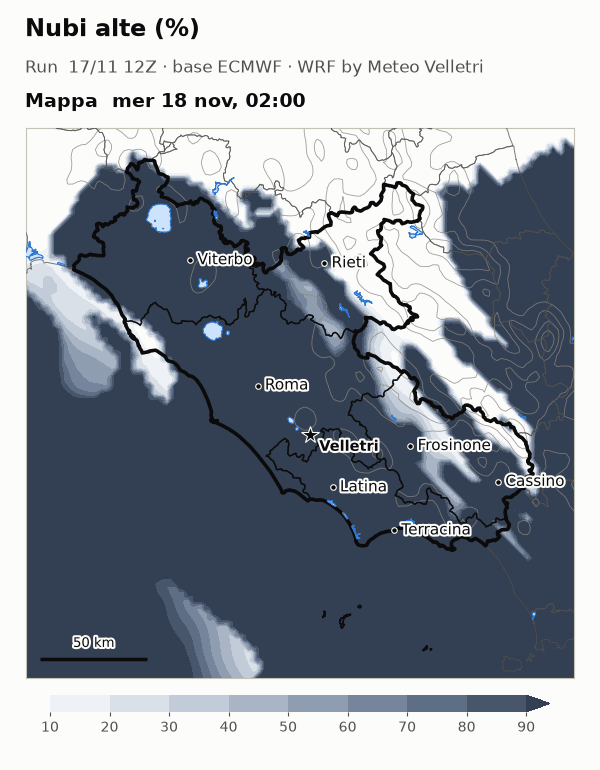 Nubi alte (%)
Run  17/11 12Z · base ECMWF · WRF by Meteo Velletri
Mappa  mer 18 nov, 02:00
Viterbo
Rieti
Roma
Velletri
Frosinone
Latina
Cassino
Terracina
50 km
10 20 30 40 50 60 70 80 90